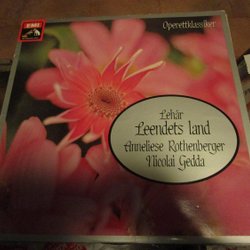 EMI
Operettklassiker
Lehár
Leendets land
Anneliese Rothenberger
Nicolai Gedda